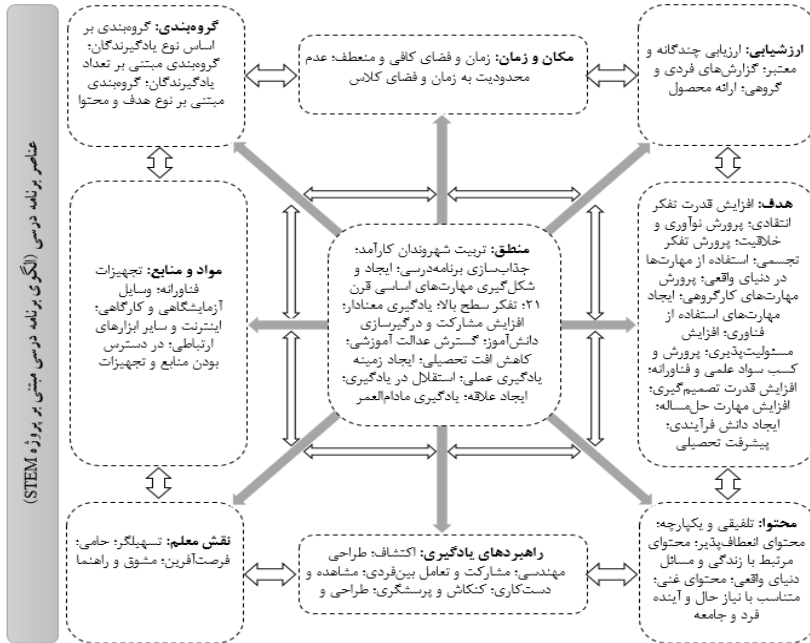 عناصر برنامه درسی (الگوی برنامه درسی مبتنی بر پروژه STEM)
ارزشیابی: ارزیابی چندگانه و
معتبر؛ گزارش‌های فردی و
گروهی؛ ارائه محصول
مکان و زمان: زمان و فضای کافی و منعطف؛ عدم
محدودیت به زمان و فضای کلاس
گروه‌بندی: گروه‌بندی بر
اساس نوع یادگیرندگان؛
گروه‌بندی مبتنی بر تعداد
یادگیرندگان؛ گروه‌بندی
مبتنی بر نوع هدف و محتوا
هدف: افزایش قدرت تفکر
انتقادی؛ پرورش نوآوری و
خلاقیت؛ پرورش تفکر
تجسمی؛ استفاده از مهارت‌ها
در دنیای واقعی؛ پرورش
مهارت‌های کارگروهی؛ ایجاد
مهارت‌های استفاده از
فناوری؛ افزایش
مسئولیت‌پذیری؛ پرورش و
کسب سواد علمی و فناورانه؛
افزایش قدرت تصمیم‌گیری؛
افزایش مهارت حل‌مساله؛
ایجاد دانش فرآیندی؛
پیشرفت تحصیلی
منطق: تربیت شهروندان کارآمد؛
جذاب‌سازی برنامه‌درسی؛ ایجاد و
شکل‌گیری مهارت‌های اساسی قرن
۲۱؛ تفکر سطح بالا؛ یادگیری معنادار؛
افزایش مشارکت و درگیرسازی
دانش‌آموز؛ گسترش عدالت آموزشی؛
کاهش افت تحصیلی؛ ایجاد زمینه
یادگیری عملی؛ استقلال در یادگیری؛
ایجاد علاقه؛ یادگیری مادام‌العمر
مواد و منابع: تجهیزات
فناورانه؛ وسایل
آزمایشگاهی و کارگاهی؛
اینترنت و سایر ابزارهای
ارتباطی؛ در دسترس
بودن منابع و تجهیزات
محتوا: تلفیقی و یکپارچه؛
محتوای انعطاف‌پذیر؛ محتوای
مرتبط با زندگی و مسائل
دنیای واقعی؛ محتوای غنی؛
متناسب با نیاز حال و آینده
فرد و جامعه
راهبردهای یادگیری: اکتشاف؛ طراحی
مهندسی؛ مشارکت و تعامل بین‌فردی؛ مشاهده و
دست‌کاری؛ کنکاش و پرسشگری؛ طراحی و
نقش معلم: تسهیلگر؛ حامی؛
فرصت‌آفرین؛ مشوق و راهنما